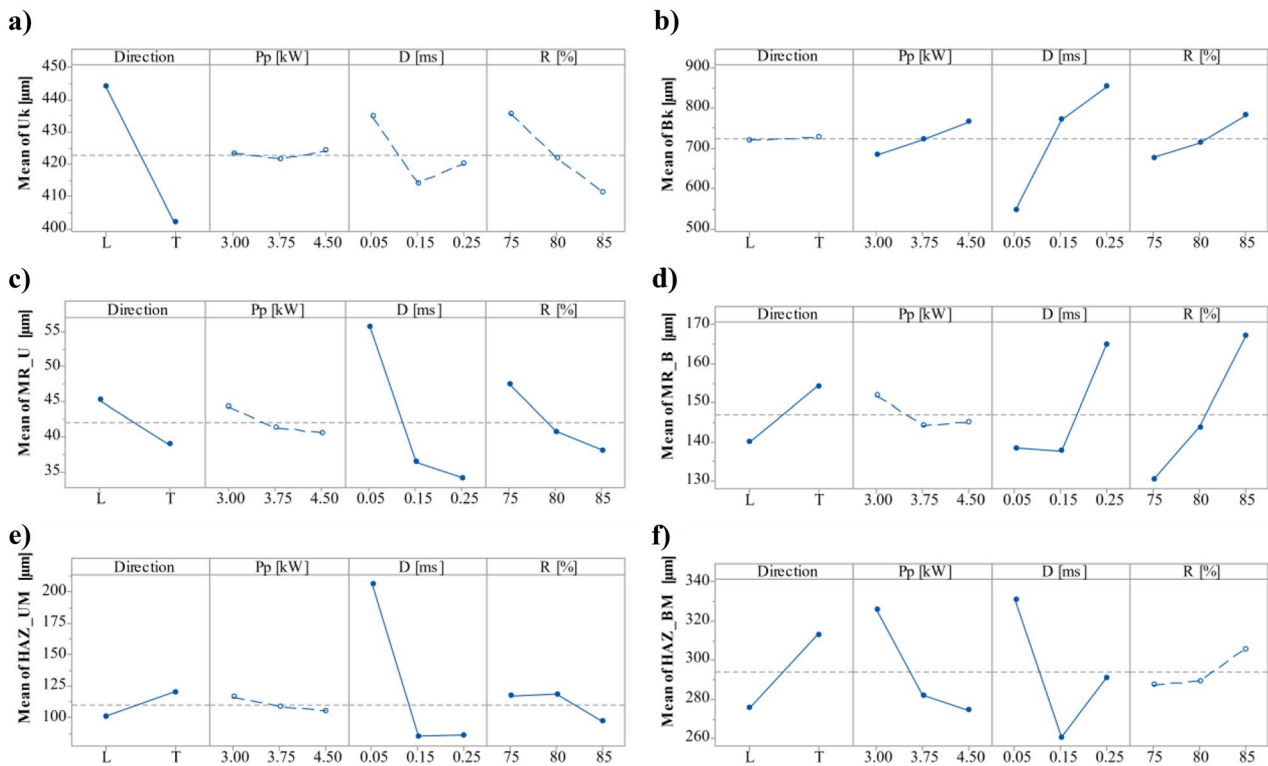 a)
Direction Pp [kW] D [ms] R [%]
Mean of Uk [µm]
450
440
430
420
410
400
L T 3.00 3.75 4.50 0.05 0.15 0.25 75 80 85
b)
Direction Pp [kW] D [ms] R [%]
Mean of Bk [µm]
900
800
700
600
500
L T 3.00 3.75 4.50 0.05 0.15 0.25 75 80 85
c)
Direction Pp [kW] D [ms] R [%]
Mean of MR_U [µm]
55
50
45
40
35
L T 3.00 3.75 4.50 0.05 0.15 0.25 75 80 85
d)
Direction Pp [kW] D [ms] R [%]
Mean of MR_B [µm]
170
160
150
140
130
L T 3.00 3.75 4.50 0.05 0.15 0.25 75 80 85
e)
Direction Pp [kW] D [ms] R [%]
Mean of HAZ_UM [µm]
200
175
150
125
100
L T 3.00 3.75 4.50 0.05 0.15 0.25 75 80 85
f)
Direction Pp [kW] D [ms] R [%]
Mean of HAZ_BM [µm]
340
320
300
280
260
L T 3.00 3.75 4.50 0.05 0.15 0.25 75 80 85